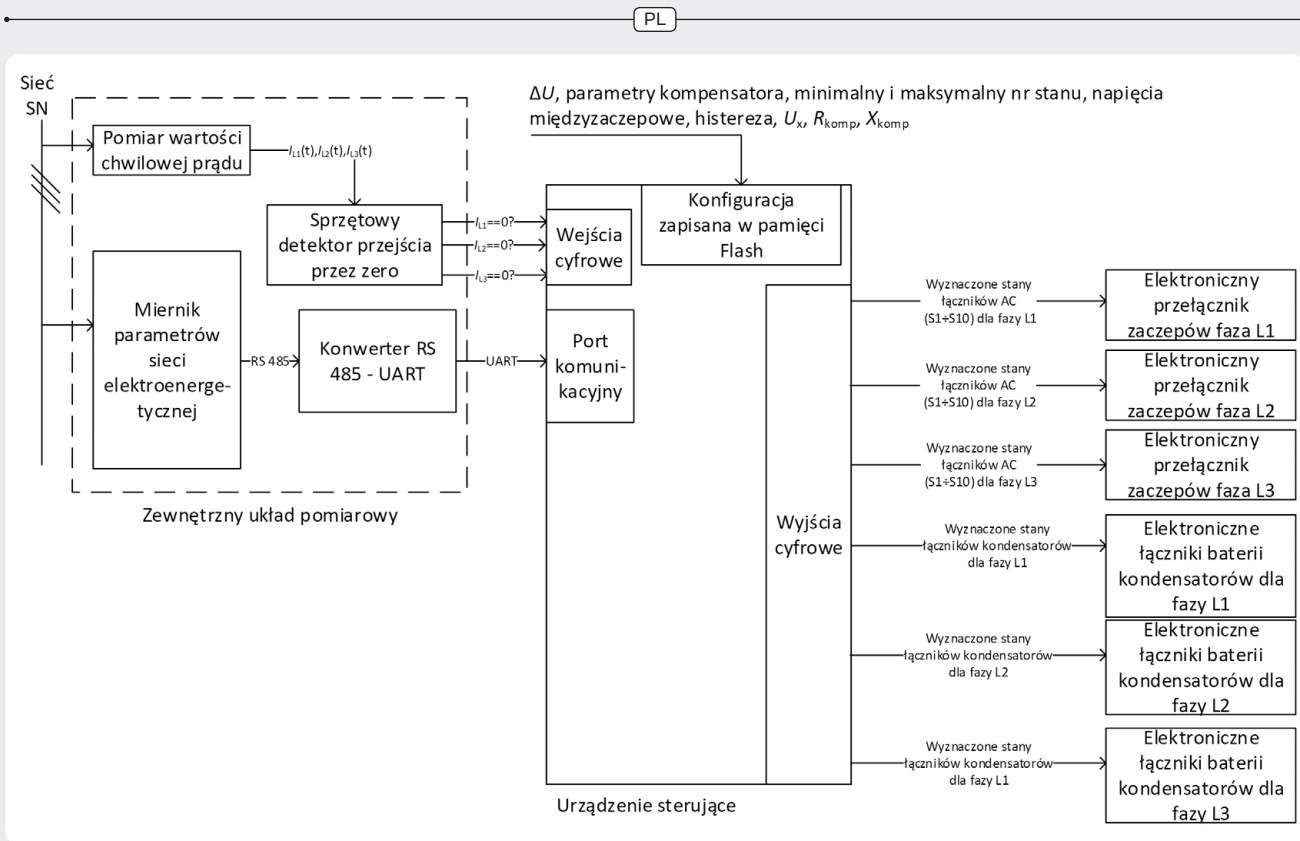 PL
Sieć
SN
ΔU, parametry kompensatora, minimalny i maksymalny nr stanu, napięcia
międzyzaczepowe, histereza, Ux, Rkomp, Xkomp
Pomiar wartości
chwilowej prądu
IL1(t),IL2(t),IL3(t)
Sprzętowy
detektor przejścia
przez zero
IL1==0?
IL2==0?
IL3==0?
Wejścia
cyfrowe
Konfiguracja
zapisana w pamięci
Flash
Miernik
parametrów
sieci
elektroenerge-
tycznej
RS 485
Konwerter RS
485 - UART
UART
Port
komuni-
kacyjny
Zewnętrzny układ pomiarowy
Wyjścia
cyfrowe
Urządzenie sterujące
Wyznaczone stany
łączników AC
(S1÷S10) dla fazy L1
Elektroniczny
przełącznik
zaczepów faza L1
Wyznaczone stany
łączników AC
(S1÷S10) dla fazy L2
Elektroniczny
przełącznik
zaczepów faza L2
Wyznaczone stany
łączników AC
(S1÷S10) dla fazy L3
Elektroniczny
przełącznik
zaczepów faza L3
Wyznaczone stany
łączników kondensatorów
dla fazy L1
Elektroniczne
łączniki baterii
kondensatorów dla
fazy L1
Wyznaczone stany
łączników kondensatorów
dla fazy L2
Elektroniczne
łączniki baterii
kondensatorów dla
fazy L2
Wyznaczone stany
łączników kondensatorów
dla fazy L1
Elektroniczne
łączniki baterii
kondensatorów dla
fazy L3